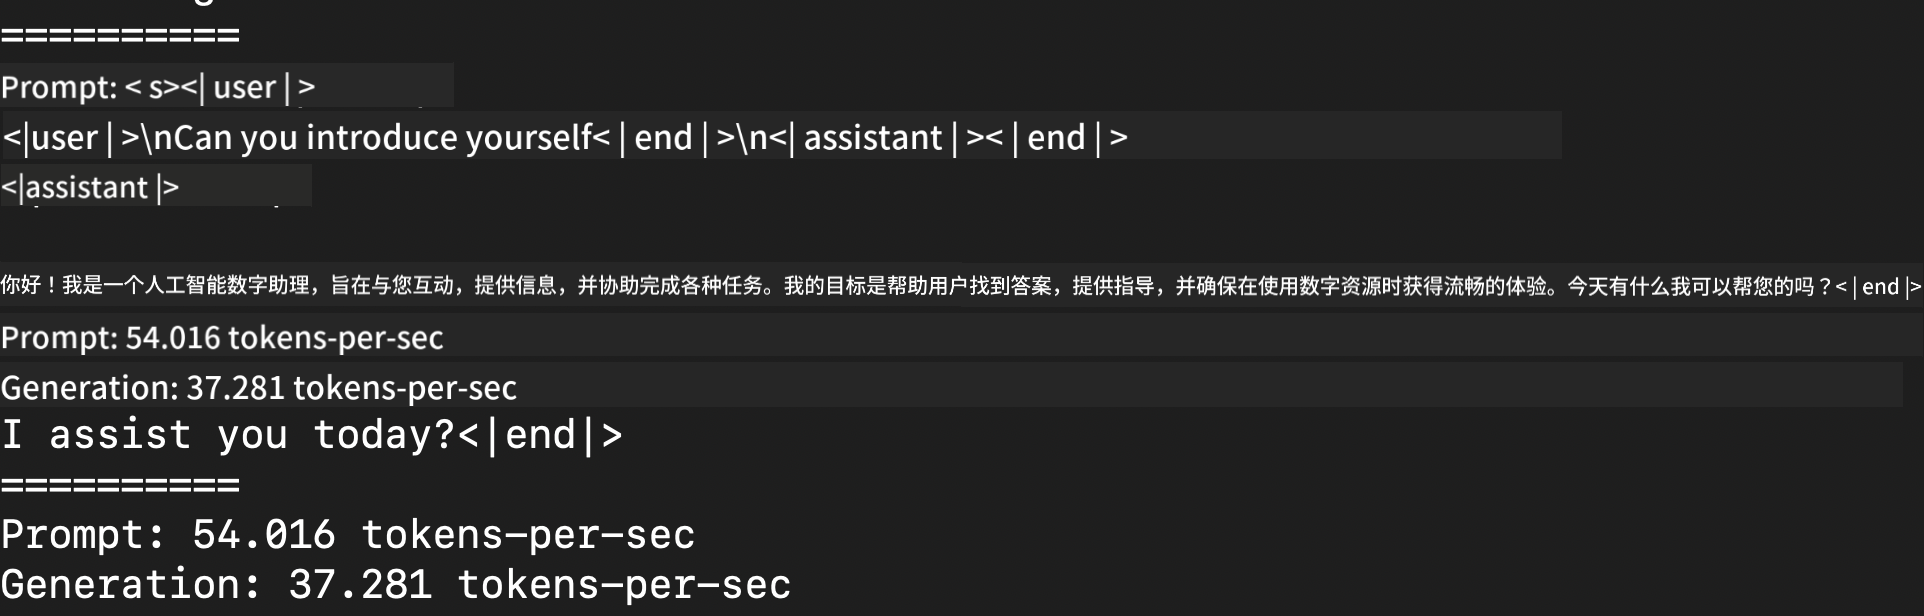 ==========
Prompt: < s><| user | >
<|user | >\nCan you introduce yourself< | end | >\n<| assistant | >< | end | >
<|assistant |>
你好！我是一个人工智能数字助理，旨在与您互动，提供信息，并协助完成各种任务。我的目标是帮助用户找到答案，提供指导，并确保在使用数字资源时获得流畅的体验。今天有什么我可以帮您的吗？< | end |>
Prompt: 54.016 tokens-per-sec
Generation: 37.281 tokens-per-sec
I assist you today?<|end|>
==========
Prompt: 54.016 tokens-per-sec
Generation: 37.281 tokens-per-sec